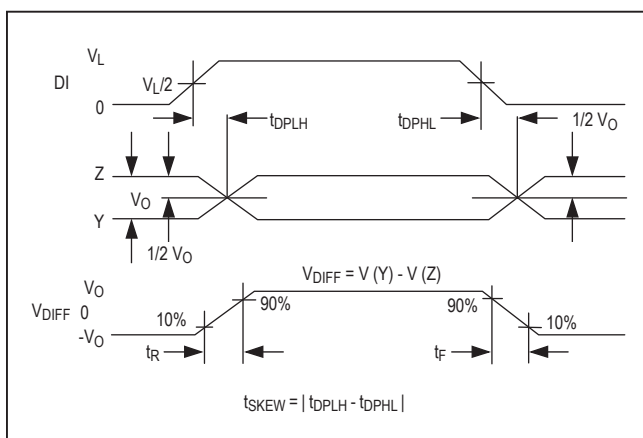 V_L
DI
V_L/2
0
t_DPLH
t_DPHL
1/2 V_O
Z
V_O
Y
1/2 V_O
V_DIFF = V (Y) - V (Z)
V_O
V_DIFF 0
-V_O
10%
90%
90%
10%
t_R
t_F
t_SKEW = | t_DPLH - t_DPHL |